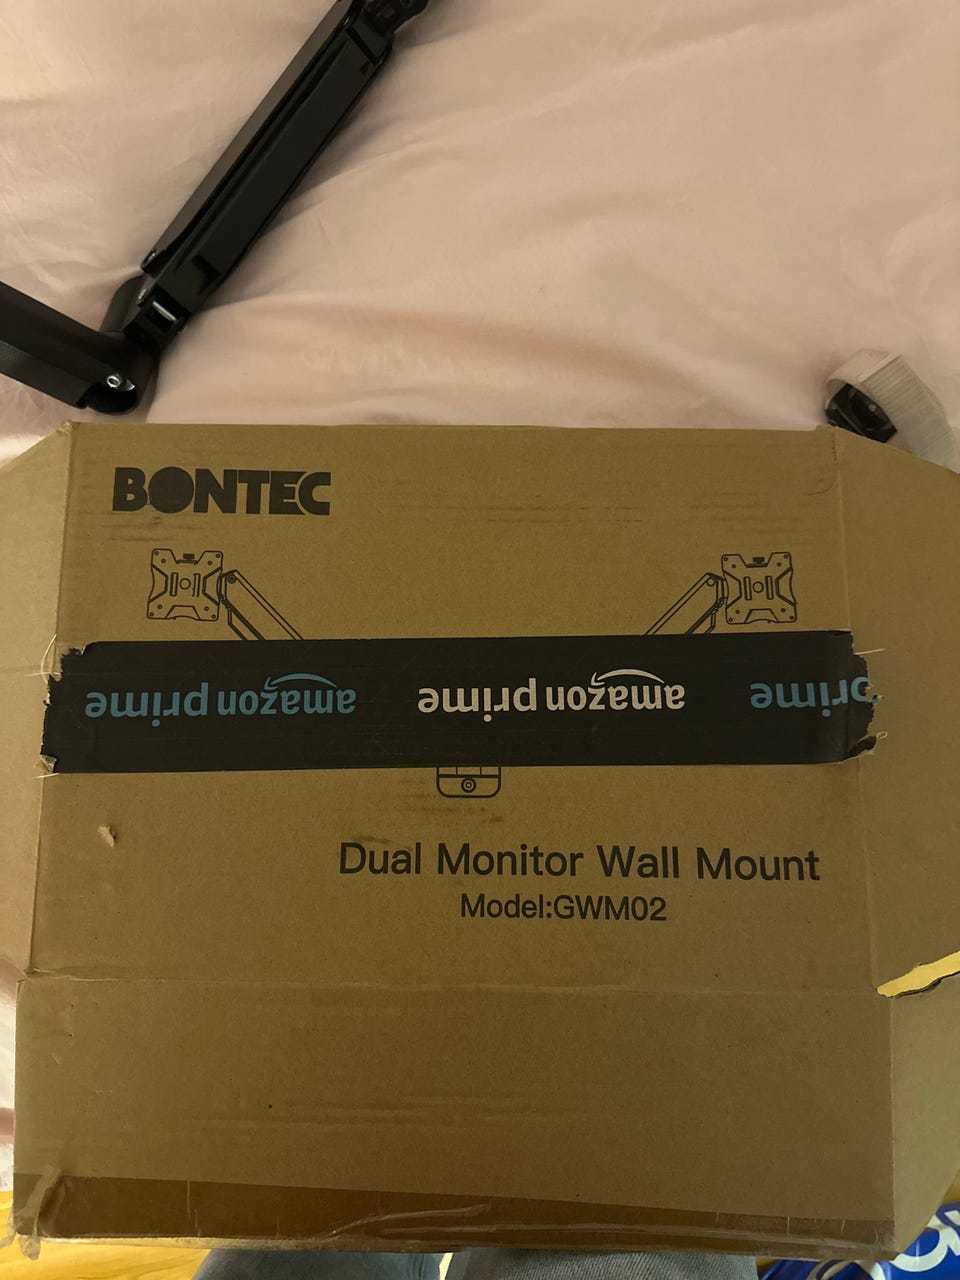 BONTEC
amazon prime amazon prime prime
Dual Monitor Wall Mount
Model:GWM02